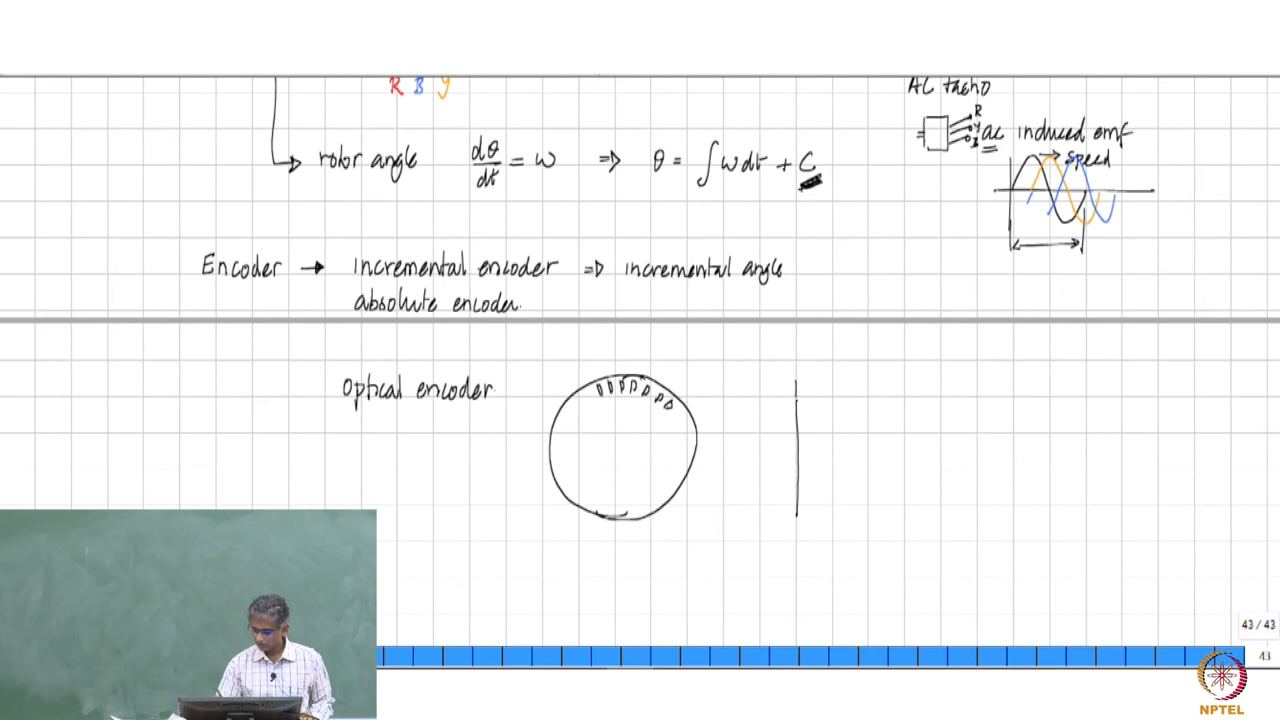 R B Y
AC tacho
R
Y
B
ac induced emf
→ speed
rotor angle dθ/dt = ω ⇒ θ = ∫ω dt + C
Encoder → incremental encoder ⇒ incremental angle
absolute encoder.
Optical encoder.
43 / 43
43
NPTEL